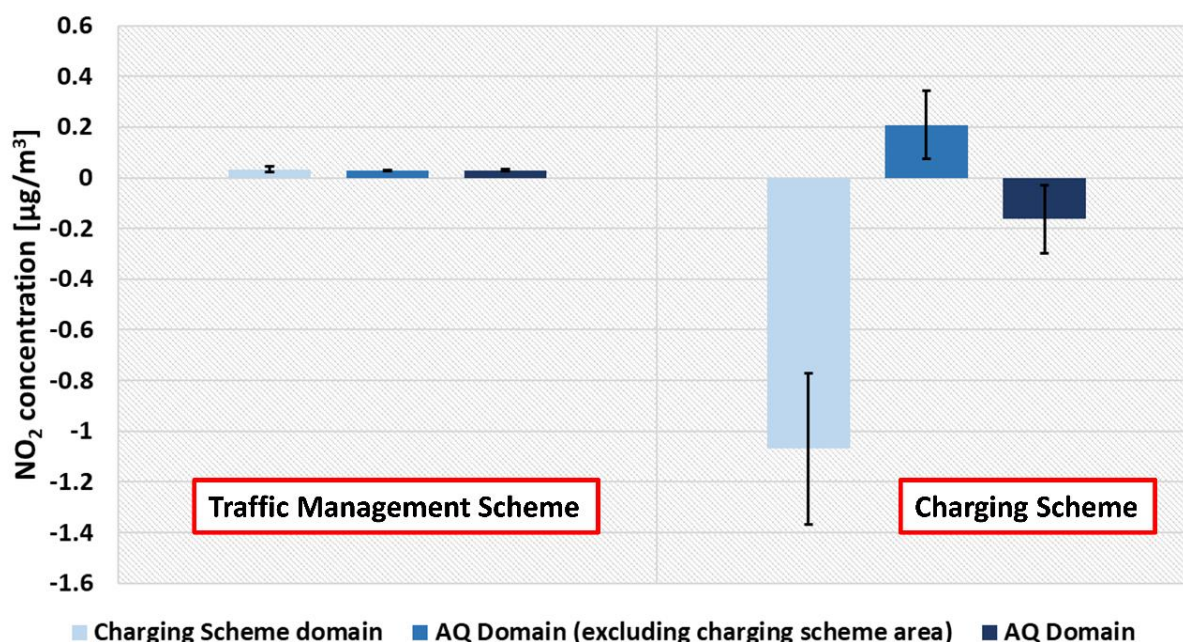 0.6
0.4
0.2
0
-0.2
-0.4
-0.6
-0.8
-1
-1.2
-1.4
-1.6
NO₂ concentration [µg/m³]
Traffic Management Scheme
Charging Scheme
Charging Scheme domain
AQ Domain (excluding charging scheme area)
AQ Domain